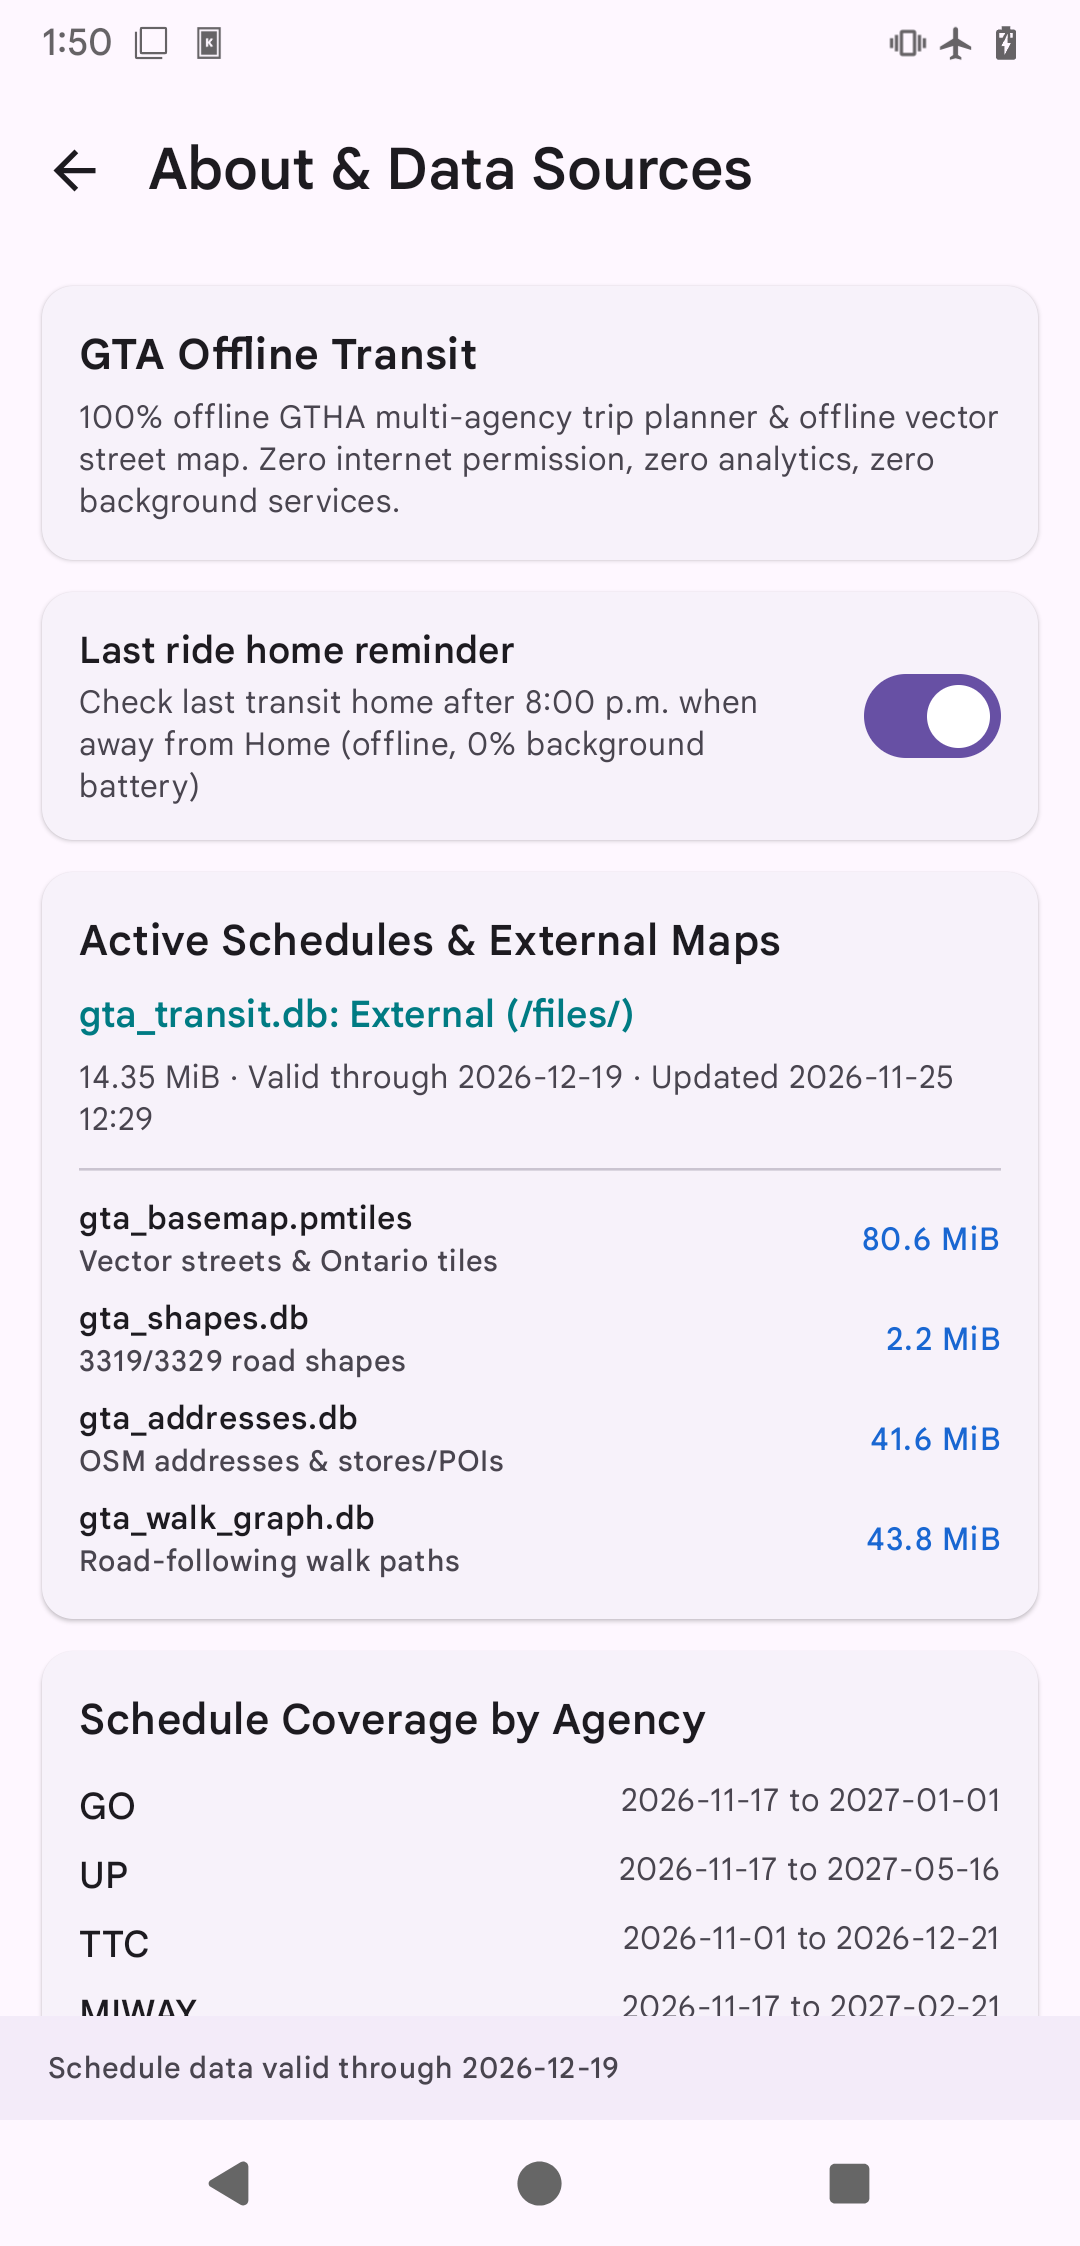 1:50
About & Data Sources
GTA Offline Transit
100% offline GTHA multi-agency trip planner & offline vector
street map. Zero internet permission, zero analytics, zero
background services.
Last ride home reminder
Check last transit home after 8:00 p.m. when
away from Home (offline, 0% background
battery)
Active Schedules & External Maps
gta_transit.db: External (/files/)
14.35 MiB · Valid through 2026-12-19 · Updated 2026-11-25
12:29
gta_basemap.pmtiles
Vector streets & Ontario tiles
80.6 MiB
gta_shapes.db
3319/3329 road shapes
2.2 MiB
gta_addresses.db
OSM addresses & stores/POIs
41.6 MiB
gta_walk_graph.db
Road-following walk paths
43.8 MiB
Schedule Coverage by Agency
GO 2026-11-17 to 2027-01-01
UP 2026-11-17 to 2027-05-16
TTC 2026-11-01 to 2026-12-21
MIWAY 2026-11-17 to 2027-02-21
Schedule data valid through 2026-12-19